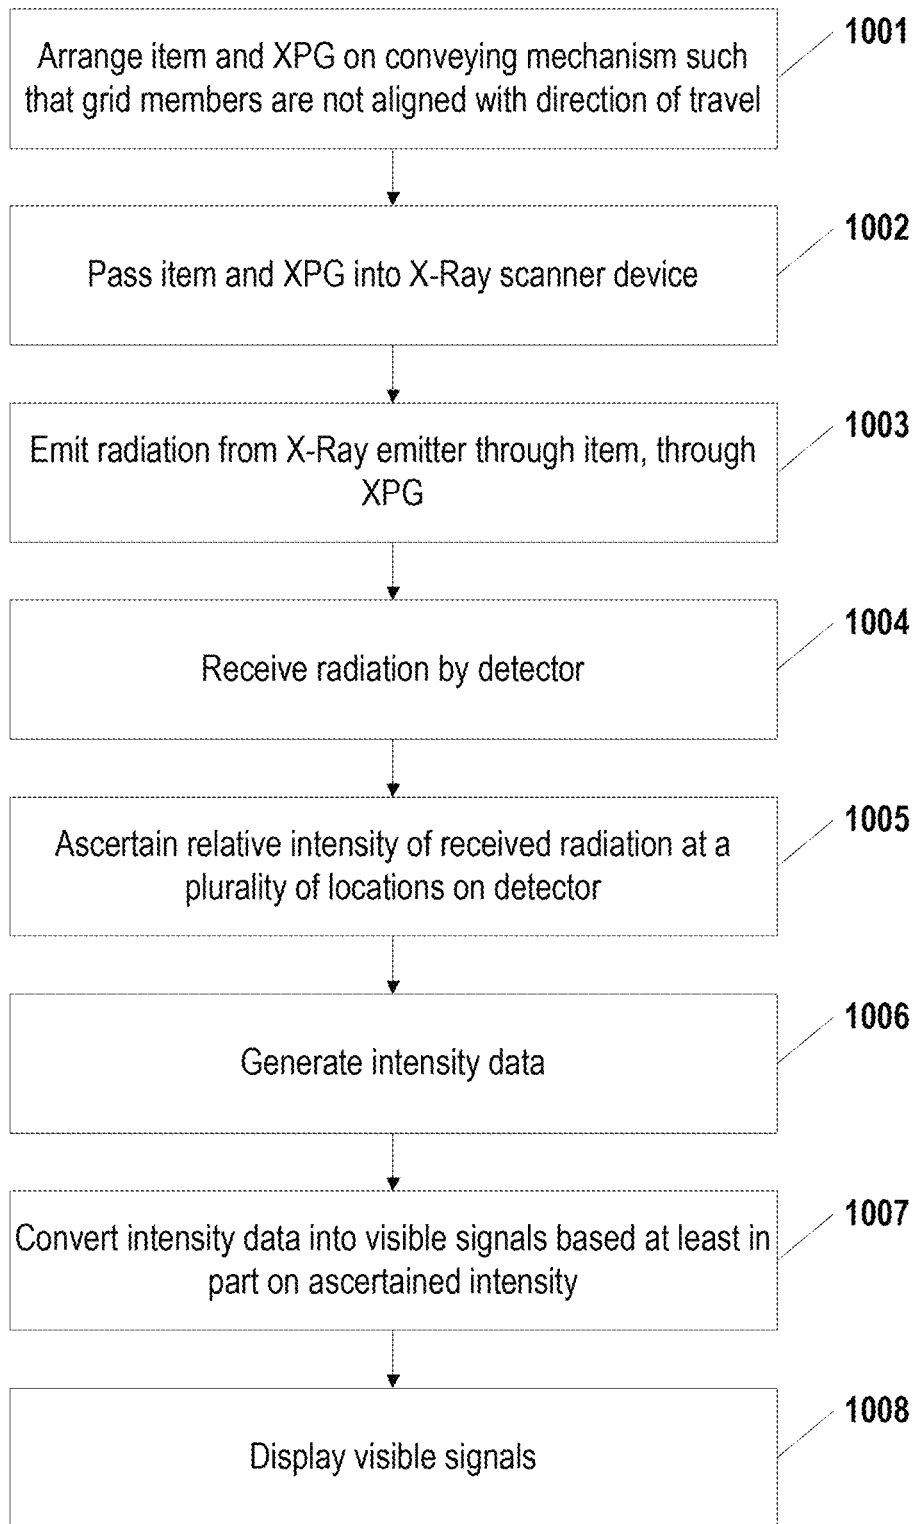 1001
Arrange item and XPG on conveying mechanism such
that grid members are not aligned with direction of travel
1002
Pass item and XPG into X-Ray scanner device
1003
Emit radiation from X-Ray emitter through item, through
XPG
1004
Receive radiation by detector
1005
Ascertain relative intensity of received radiation at a
plurality of locations on detector
1006
Generate intensity data
1007
Convert intensity data into visible signals based at least in
part on ascertained intensity
1008
Display visible signals